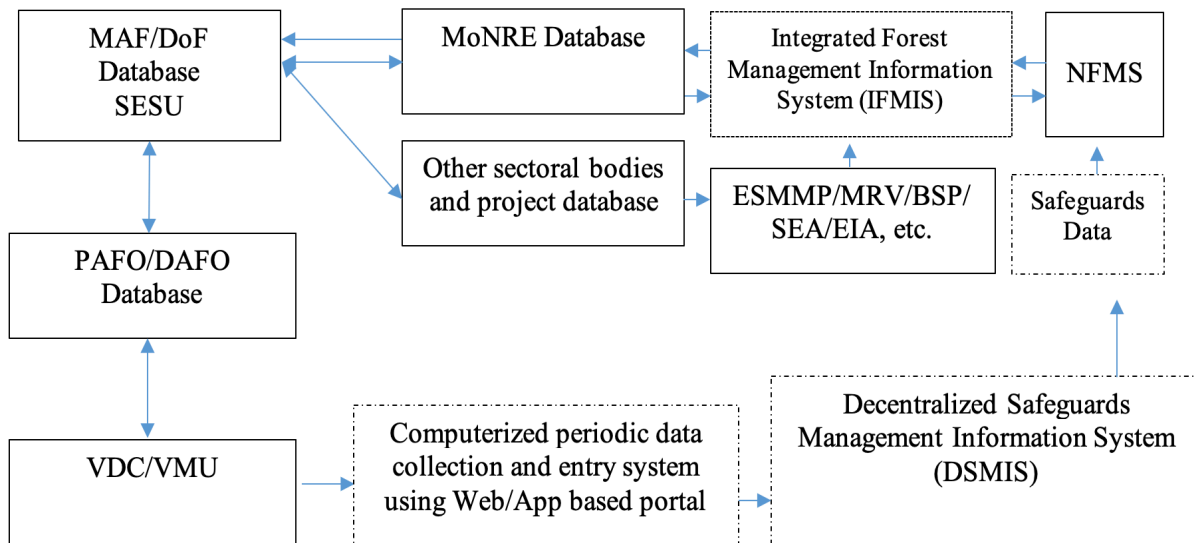 MAF/DoF
Database
SESU
MoNRE Database
Integrated Forest
Management Information
System (IFMIS)
NFMS
Other sectoral bodies
and project database
ESMMP/MRV/BSP/
SEA/EIA, etc.
Safeguards
Data
PAFO/DAFO
Database
VDC/VMU
Computerized periodic data
collection and entry system
using Web/App based portal
Decentralized Safeguards
Management Information System
(DSMIS)